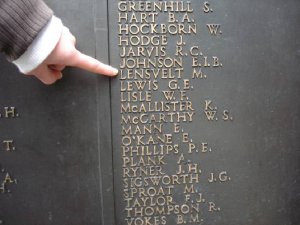 GREENHILL S.
HART B.A.
HOCKBORN W.
HODGE J.
JARVIS R.C.
JOHNSON E.I.B.
LENSVELT M.
LEWIS G.E.
LISLE W.E.
McALLISTER K.
McCARTHY W.S.
MANN E.
O'KANE E.
PHILLIPS P.E.
PLANK A.
RYNER J.H.
SIGSWORTH J.G.
SPROAT M.
TAYLOR F.J.
THOMPSON R.
VOKES B.M.
H.
T.
A.